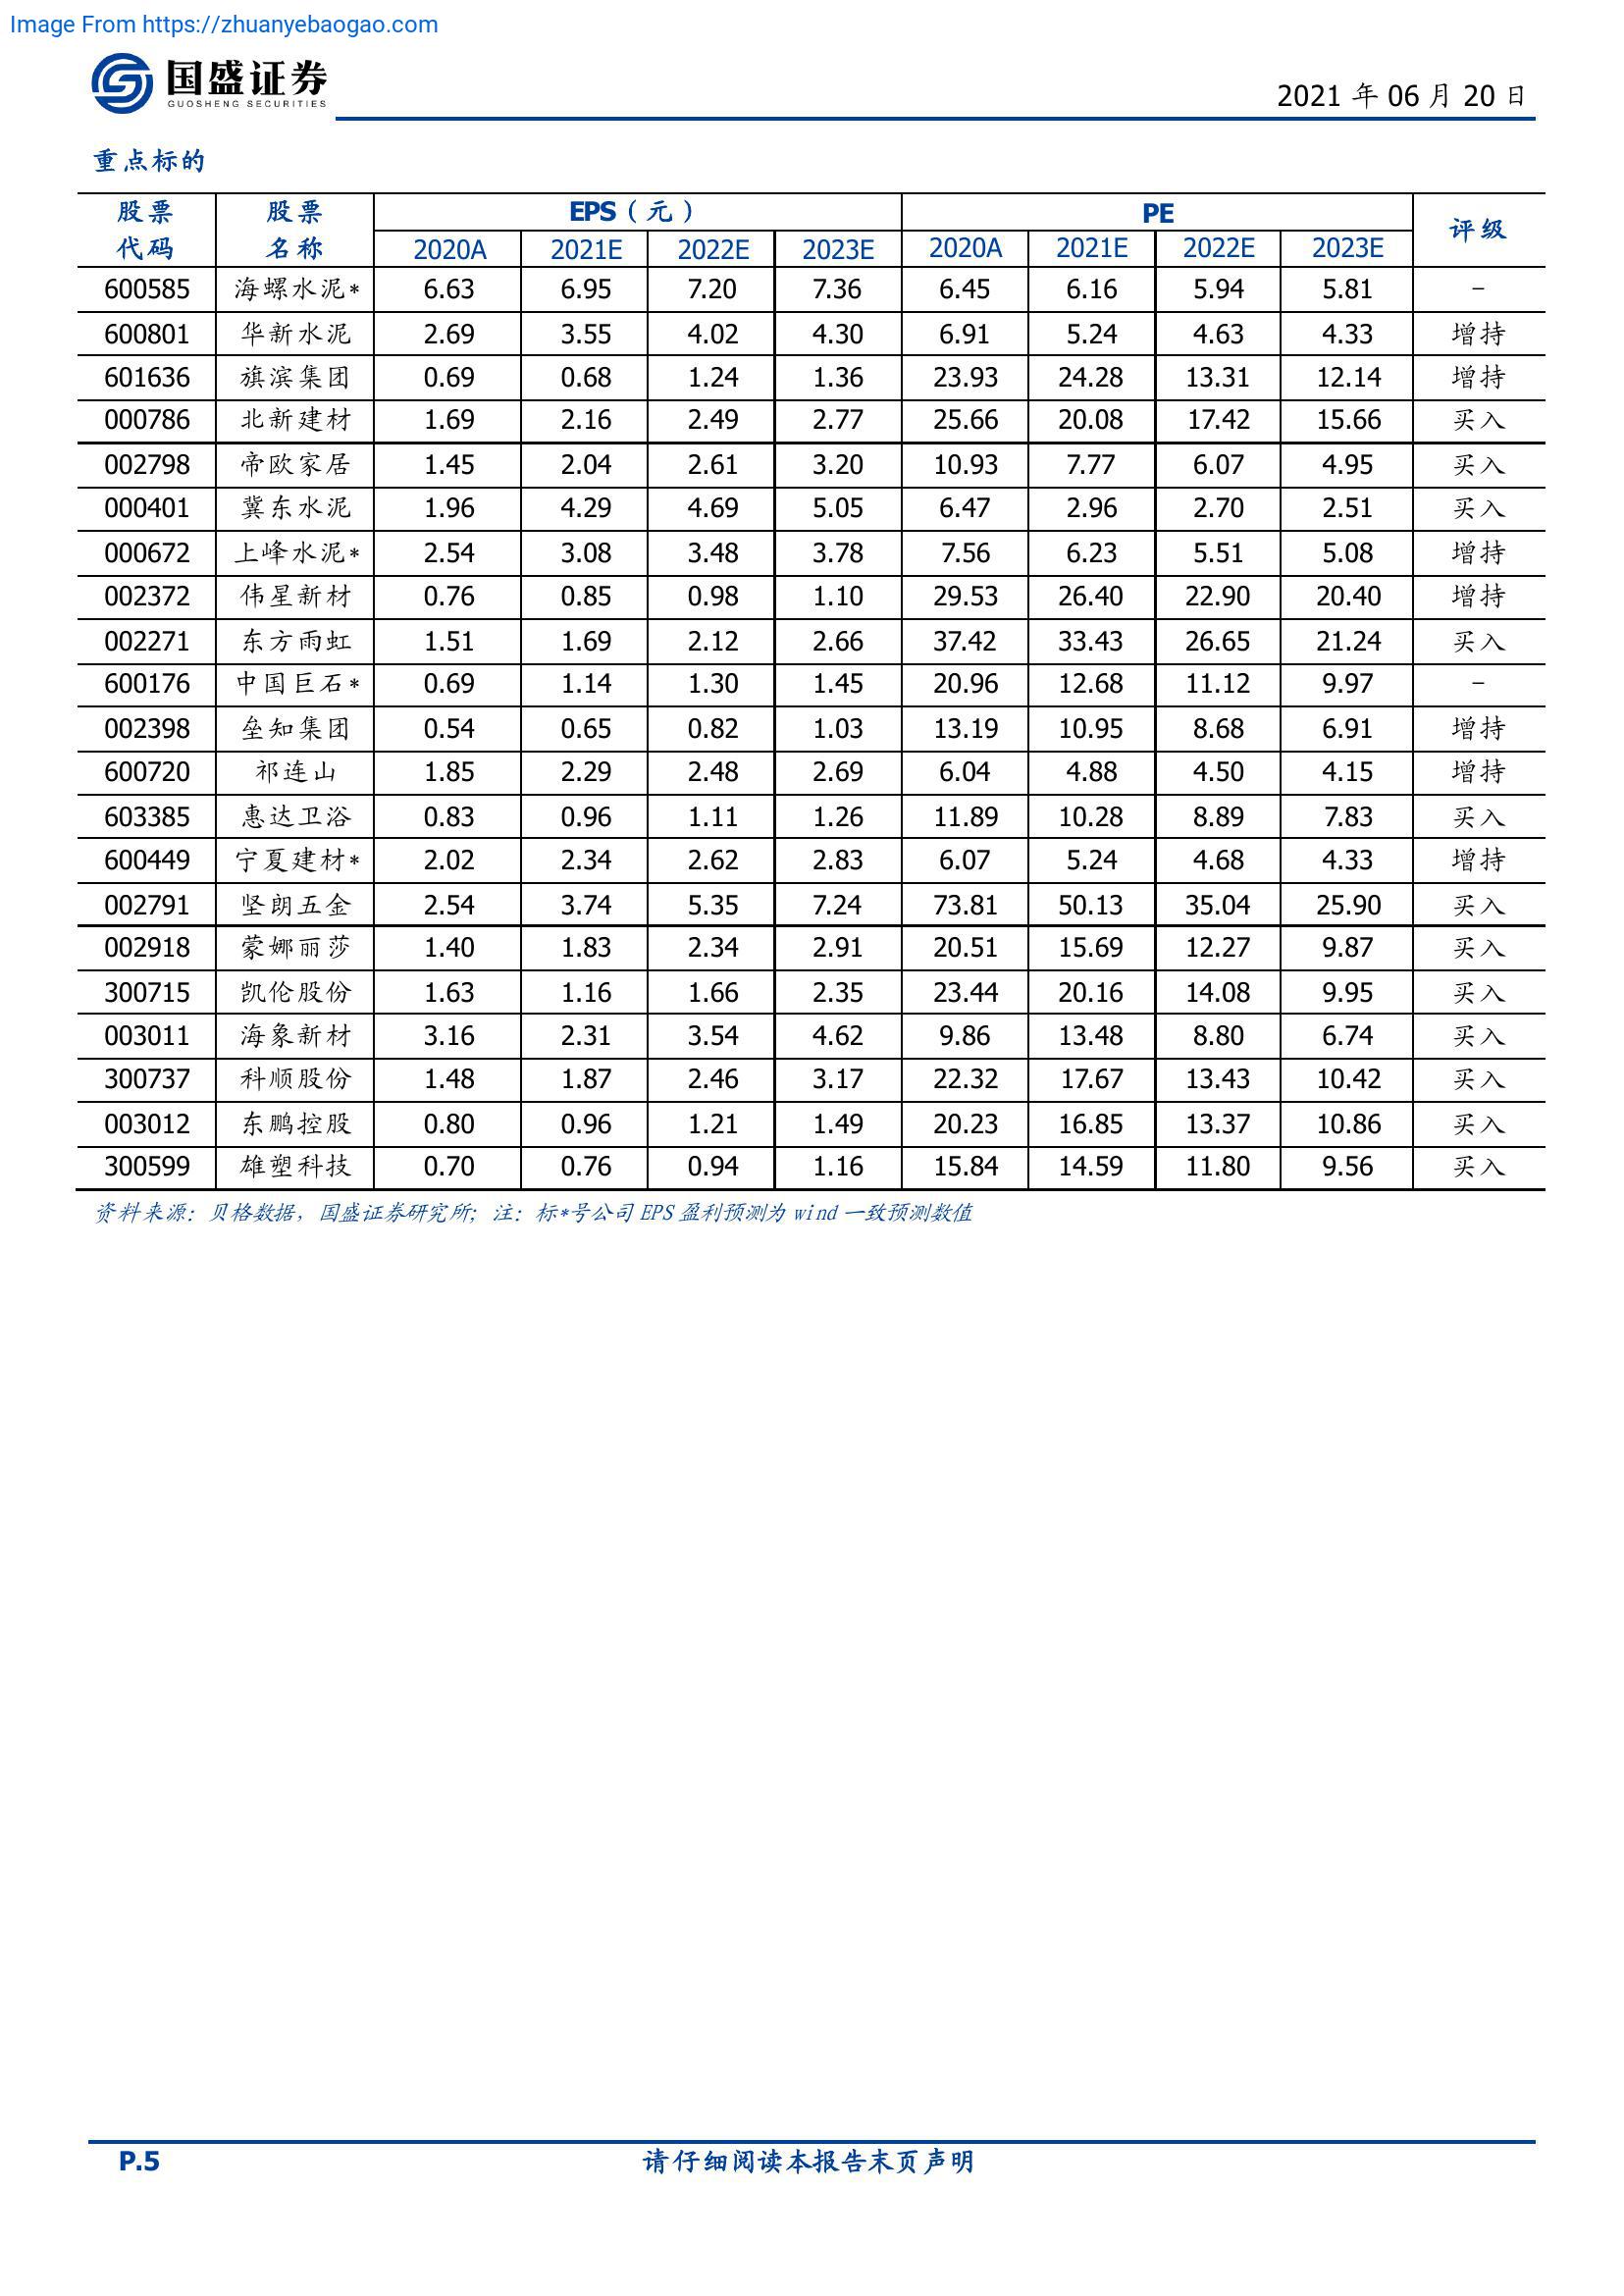 Image From https://zhuanyebaogao.com
国盛证券
GUOSHENG SECURITIES
2021 年 06 月 20 日
重点标的
股票代码 股票名称 EPS（元） PE 评级
2020A 2021E 2022E 2023E 2020A 2021E 2022E 2023E
600585 海螺水泥* 6.63 6.95 7.20 7.36 6.45 6.16 5.94 5.81 -
600801 华新水泥 2.69 3.55 4.02 4.30 6.91 5.24 4.63 4.33 增持
601636 旗滨集团 0.69 0.68 1.24 1.36 23.93 24.28 13.31 12.14 增持
000786 北新建材 1.69 2.16 2.49 2.77 25.66 20.08 17.42 15.66 买入
002798 帝欧家居 1.45 2.04 2.61 3.20 10.93 7.77 6.07 4.95 买入
000401 冀东水泥 1.96 4.29 4.69 5.05 6.47 2.96 2.70 2.51 买入
000672 上峰水泥* 2.54 3.08 3.48 3.78 7.56 6.23 5.51 5.08 增持
002372 伟星新材 0.76 0.85 0.98 1.10 29.53 26.40 22.90 20.40 增持
002271 东方雨虹 1.51 1.69 2.12 2.66 37.42 33.43 26.65 21.24 买入
600176 中国巨石* 0.69 1.14 1.30 1.45 20.96 12.68 11.12 9.97 -
002398 垒知集团 0.54 0.65 0.82 1.03 13.19 10.95 8.68 6.91 增持
600720 祁连山 1.85 2.29 2.48 2.69 6.04 4.88 4.50 4.15 增持
603385 惠达卫浴 0.83 0.96 1.11 1.26 11.89 10.28 8.89 7.83 买入
600449 宁夏建材* 2.02 2.34 2.62 2.83 6.07 5.24 4.68 4.33 增持
002791 坚朗五金 2.54 3.74 5.35 7.24 73.81 50.13 35.04 25.90 买入
002918 蒙娜丽莎 1.40 1.83 2.34 2.91 20.51 15.69 12.27 9.87 买入
300715 凯伦股份 1.63 1.16 1.66 2.35 23.44 20.16 14.08 9.95 买入
003011 海象新材 3.16 2.31 3.54 4.62 9.86 13.48 8.80 6.74 买入
300737 科顺股份 1.48 1.87 2.46 3.17 22.32 17.67 13.43 10.42 买入
003012 东鹏控股 0.80 0.96 1.21 1.49 20.23 16.85 13.37 10.86 买入
300599 雄塑科技 0.70 0.76 0.94 1.16 15.84 14.59 11.80 9.56 买入
资料来源：贝格数据，国盛证券研究所；注：标*号公司 EPS 盈利预测为 wind 一致预测数值
P.5 请仔细阅读本报告末页声明